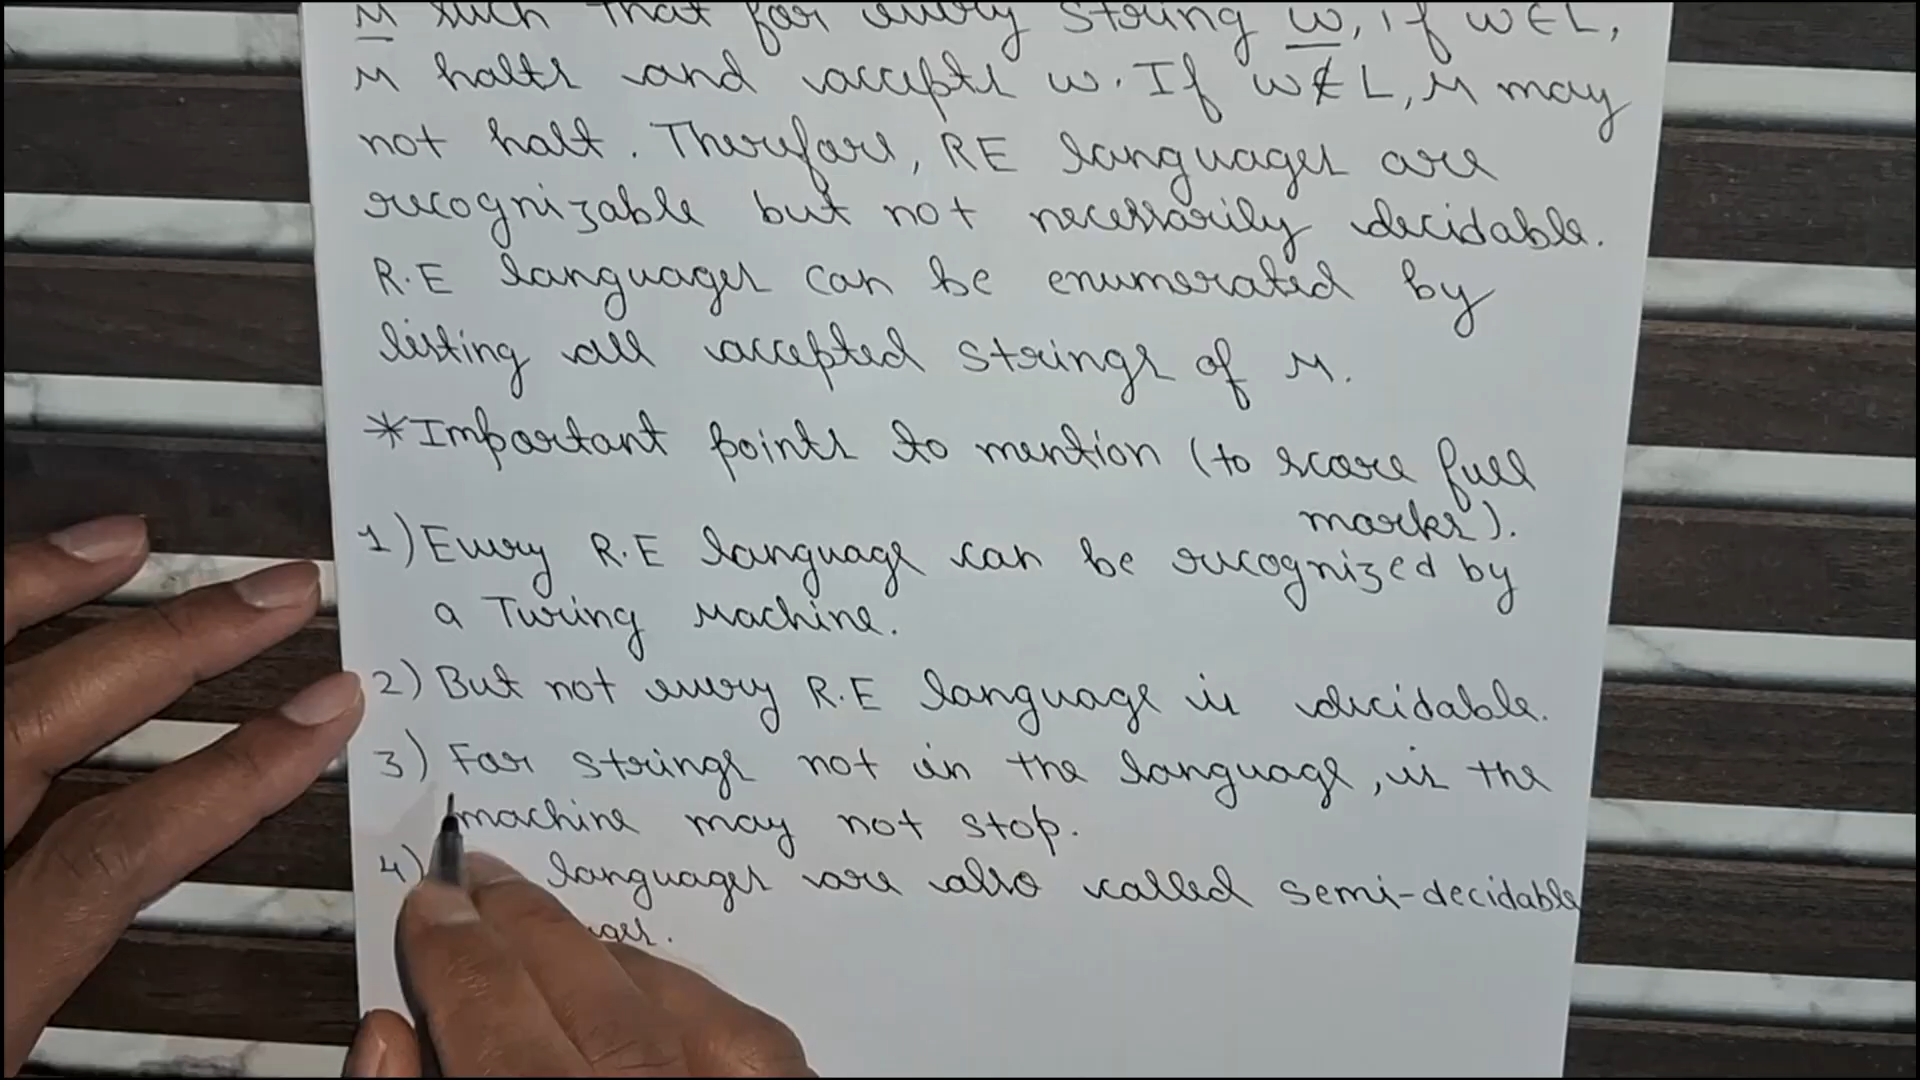 M such that for every string w, if w∈L,
M halts and accepts w. If w∉L, M may
not halt. Therefore, RE languages are
recognizable but not necessarily decidable.
R.E languages can be enumerated by
listing all accepted strings of M.
*Important points to mention (to score full
marks).
1) Every R.E language can be recognized by
a Turing Machine.
2) But not every R.E language is decidable.
3) For strings not in the language, is the
machine may not stop.
4) languages are also called semi-decidable